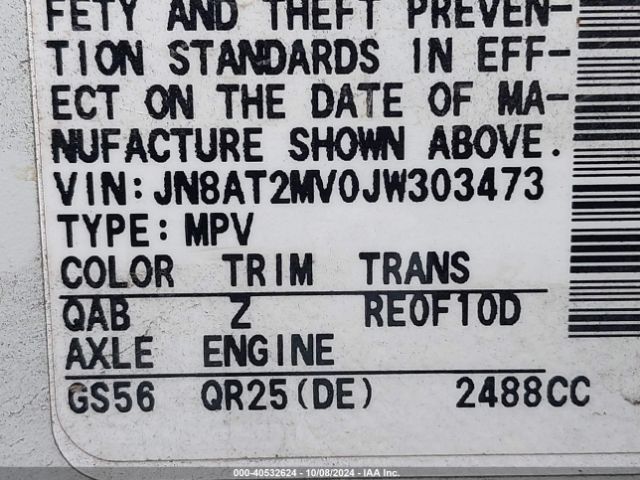 FETY AND THEFT PREVEN-
TION STANDARDS IN EFF-
ECT ON THE DATE OF MA-
NUFACTURE SHOWN ABOVE.
VIN:JN8AT2MV0JW303473
TYPE:MPV
COLOR TRIM TRANS
QAB Z RE0F10D
AXLE ENGINE
GS56 QR25(DE) 2488CC
000-40532624 | 10/08/2024 | IAA Inc.